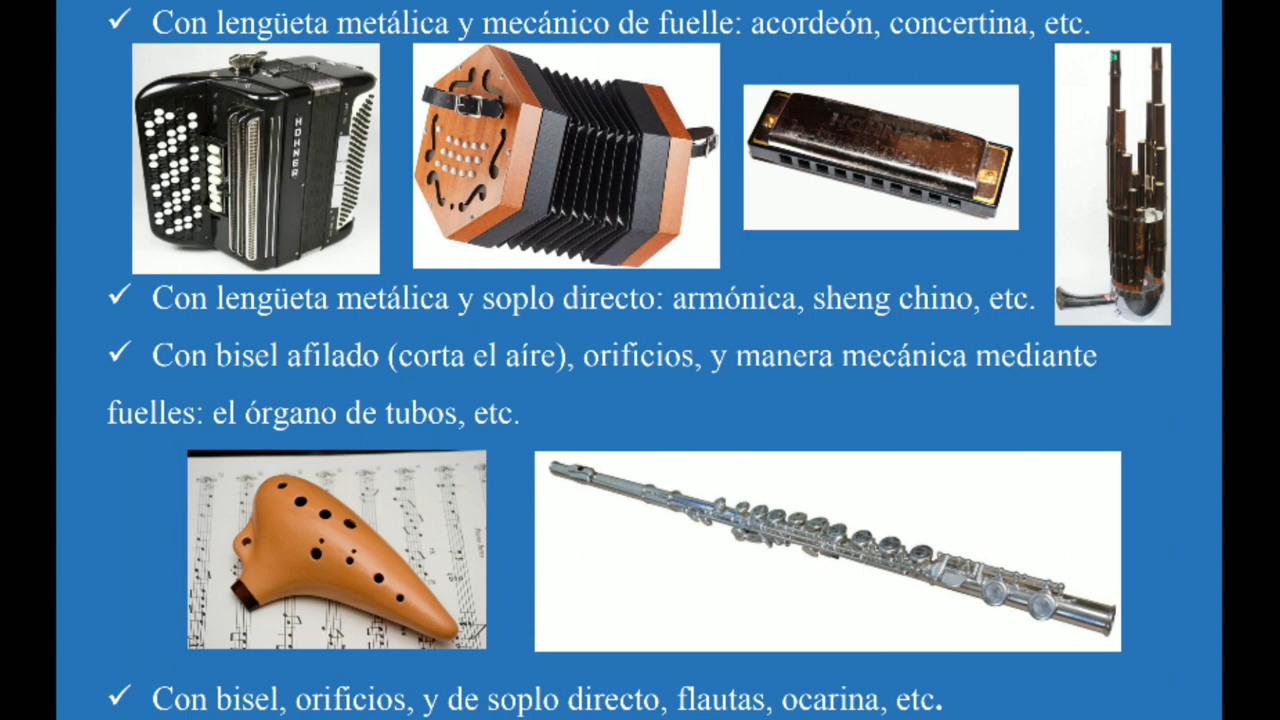 ✓ Con lengüeta metálica y mecánico de fuelle: acordeón, concertina, etc.
HOHNER
HOHNER
✓ Con lengüeta metálica y soplo directo: armónica, sheng chino, etc.
✓ Con bisel afilado (corta el aíre), orificios, y manera mecánica mediante
fuelles: el órgano de tubos, etc.
✓ Con bisel, orificios, y de soplo directo, flautas, ocarina, etc.